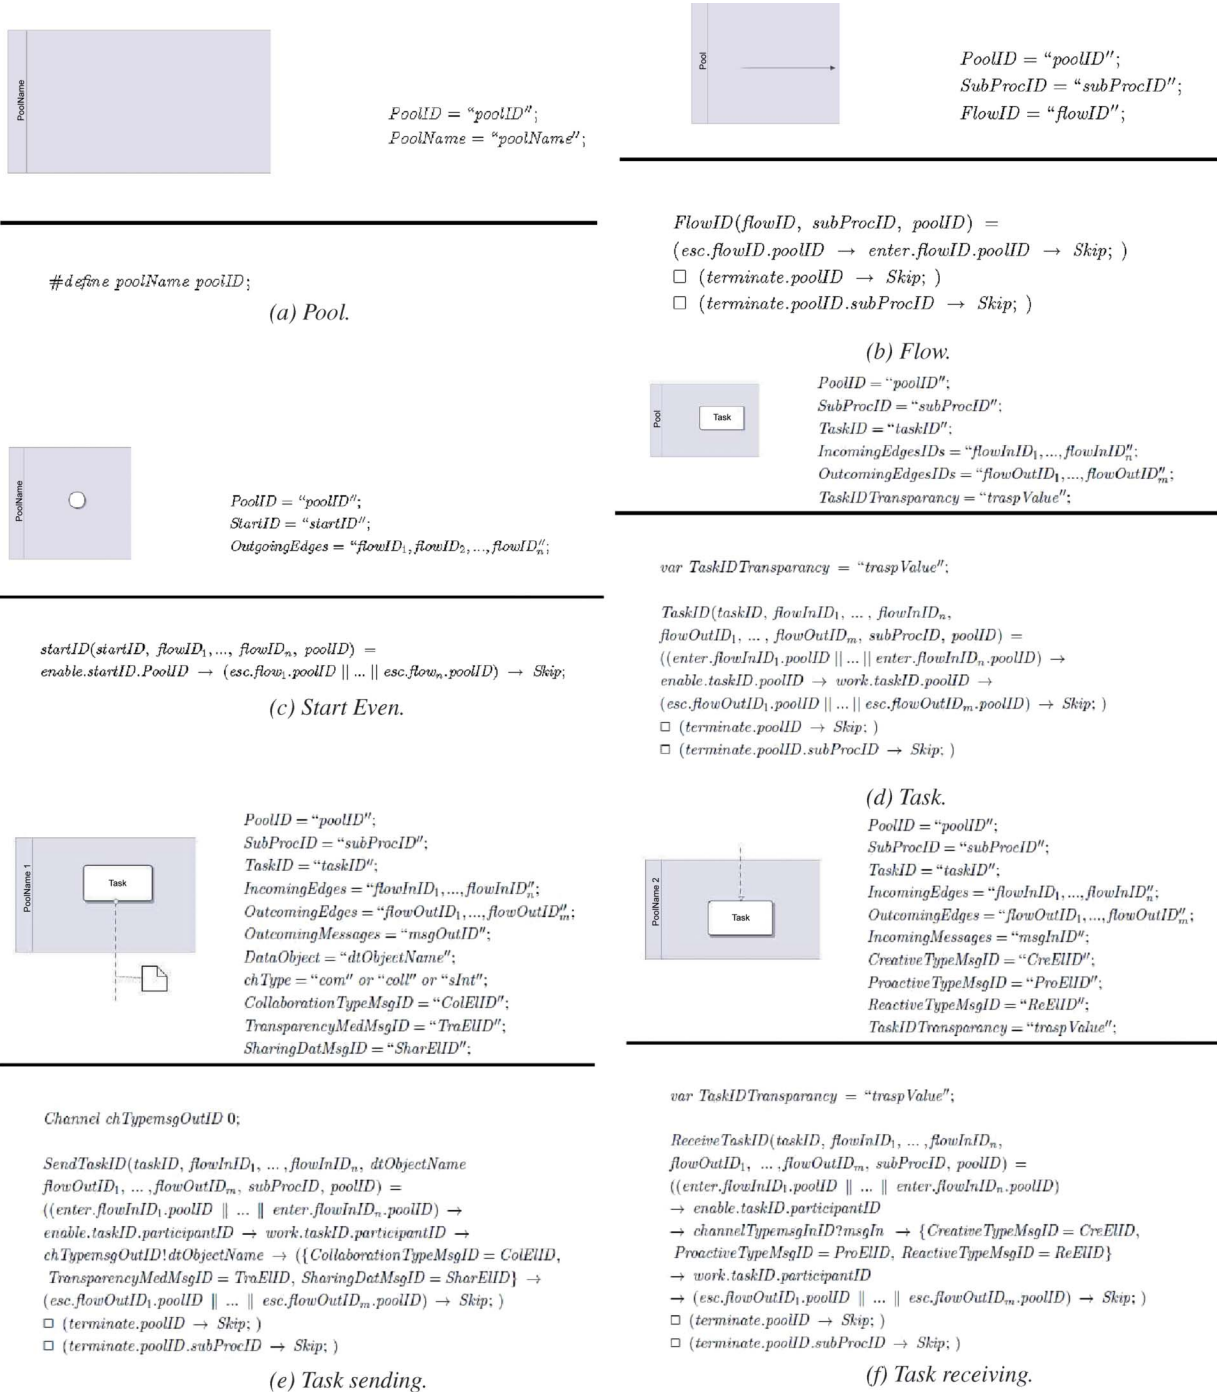 PoolName
PoolID = “poolID”;
PoolName = “poolName”;
#define poolName poolID;
(a) Pool.
Pool
PoolID = “poolID”;
SubProcID = “subProcID”;
FlowID = “flowID”;
FlowID(flowID, subProcID, poolID) =
(esc.flowID.poolID → enter.flowID.poolID → Skip; )
□ (terminate.poolID → Skip; )
□ (terminate.poolID.subProcID → Skip; )
(b) Flow.
PoolName
PoolID = “poolID”;
StartID = “startID”;
OutgoingEdges = “flowID₁, flowID₂, ..., flowIDₙ”;
startID(startID, flowID₁, ..., flowIDₙ, poolID) =
enable.startID.PoolID → (esc.flow₁.poolID || ... || esc.flowₙ.poolID) → Skip;
(c) Start Even.
Pool
Task
PoolID = “poolID”;
SubProcID = “subProcID”;
TaskID = “taskID”;
IncomingEdgesIDs = “flowInID₁, ..., flowInIDₙ”;
OutcomingEdgesIDs = “flowOutID₁, ..., flowOutIDₘ”;
TaskIDTransparancy = “traspValue”;
var TaskIDTransparancy = “traspValue”;
TaskID(taskID, flowInID₁, ... , flowInIDₙ,
flowOutID₁, ... , flowOutIDₘ, subProcID, poolID) =
((enter.flowInID₁.poolID || ... || enter.flowInIDₙ.poolID) →
enable.taskID.poolID → work.taskID.poolID →
(esc.flowOutID₁.poolID || ... || esc.flowOutIDₘ.poolID) → Skip; )
□ (terminate.poolID → Skip; )
□ (terminate.poolID.subProcID → Skip; )
(d) Task.
PoolName 1
Task
PoolID = “poolID”;
SubProcID = “subProcID”;
TaskID = “taskID”;
IncomingEdges = “flowInID₁, ..., flowInIDₙ”;
OutcomingEdges = “flowOutID₁, ..., flowOutIDₘ”;
OutcomingMessages = “msgOutID”;
DataObject = “dtObjectName”;
chType = “com” or “coll” or “sInt”;
CollaborationTypeMsgID = “ColElID”;
TransparencyMedMsgID = “TraElID”;
SharingDatMsgID = “SharElID”;
Channel chTypemsgOutID 0;
SendTaskID(taskID, flowInID₁, ... , flowInIDₙ, dtObjectName
flowOutID₁, ... , flowOutIDₘ, subProcID, poolID) =
((enter.flowInID₁.poolID || ... || enter.flowInIDₙ.poolID) →
enable.taskID.participantID → work.taskID.participantID →
chTypemsgOutID!dtObjectName → ({CollaborationTypeMsgID = ColElID,
TransparencyMedMsgID = TraElID, SharingDatMsgID = SharElID} →
(esc.flowOutID₁.poolID || ... || esc.flowOutIDₘ.poolID) → Skip; )
□ (terminate.poolID → Skip; )
□ (terminate.poolID.subProcID → Skip; )
(e) Task sending.
PoolName 2
Task
PoolID = “poolID”;
SubProcID = “subProcID”;
TaskID = “taskID”;
IncomingEdges = “flowInID₁, ..., flowInIDₙ”;
OutcomingEdges = “flowOutID₁, ..., flowOutIDₘ”;
IncomingMessages = “msgInID”;
CreativeTypeMsgID = “CreElID”;
ProactiveTypeMsgID = “ProElID”;
ReactiveTypeMsgID = “ReElID”;
TaskIDTransparancy = “traspValue”;
var TaskIDTransparancy = “traspValue”;
ReceiveTaskID(taskID, flowInID₁, ... , flowInIDₙ,
flowOutID₁, ... , flowOutIDₘ, subProcID, poolID) =
((enter.flowInID₁.poolID || ... || enter.flowInIDₙ.poolID)
→ enable.taskID.participantID
→ channelTypemsgInID?msgIn → {CreativeTypeMsgID = CreElID,
ProactiveTypeMsgID = ProElID, ReactiveTypeMsgID = ReElID}
→ work.taskID.participantID
→ (esc.flowOutID₁.poolID || ... || esc.flowOutIDₘ.poolID) → Skip; )
□ (terminate.poolID → Skip; )
□ (terminate.poolID.subProcID → Skip; )
(f) Task receiving.